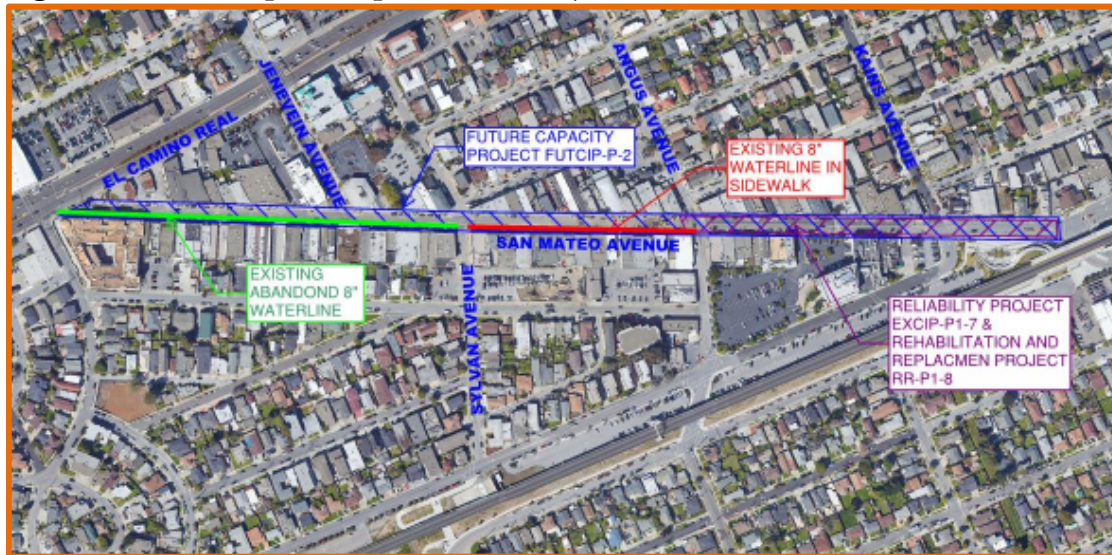 EL CAMINO REAL
JENEVEIN AVENUE
FUTURE CAPACITY
PROJECT FUTCIP-P-2
ANGUS AVENUE
EXISTING 8"
WATERLINE IN
SIDEWALK
KAINS AVENUE
SAN MATEO AVENUE
EXISTING
ABANDOND 8"
WATERLINE
SYLVAN AVENUE
RELIABILITY PROJECT
EXCIP-P1-7 &
REHABILITATION AND
REPLACMEN PROJECT
RR-P1-8